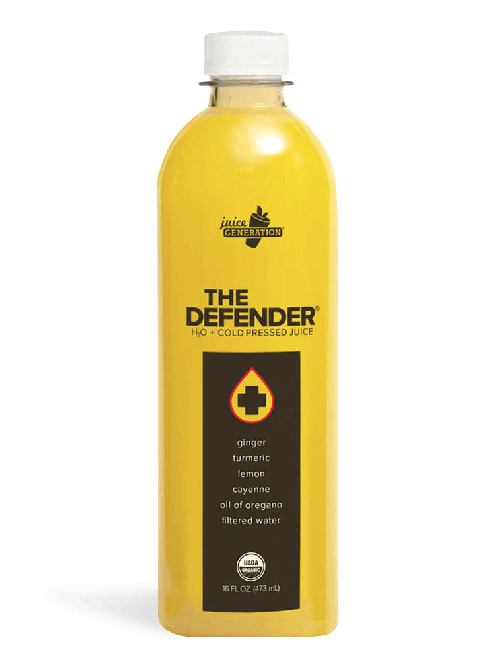 juice
GENERATION
THE
DEFENDER®
H₂O + COLD PRESSED JUICE
ginger
turmeric
lemon
cayenne
oil of oregano
filtered water
USDA
ORGANIC
16 FL OZ (473 mL)